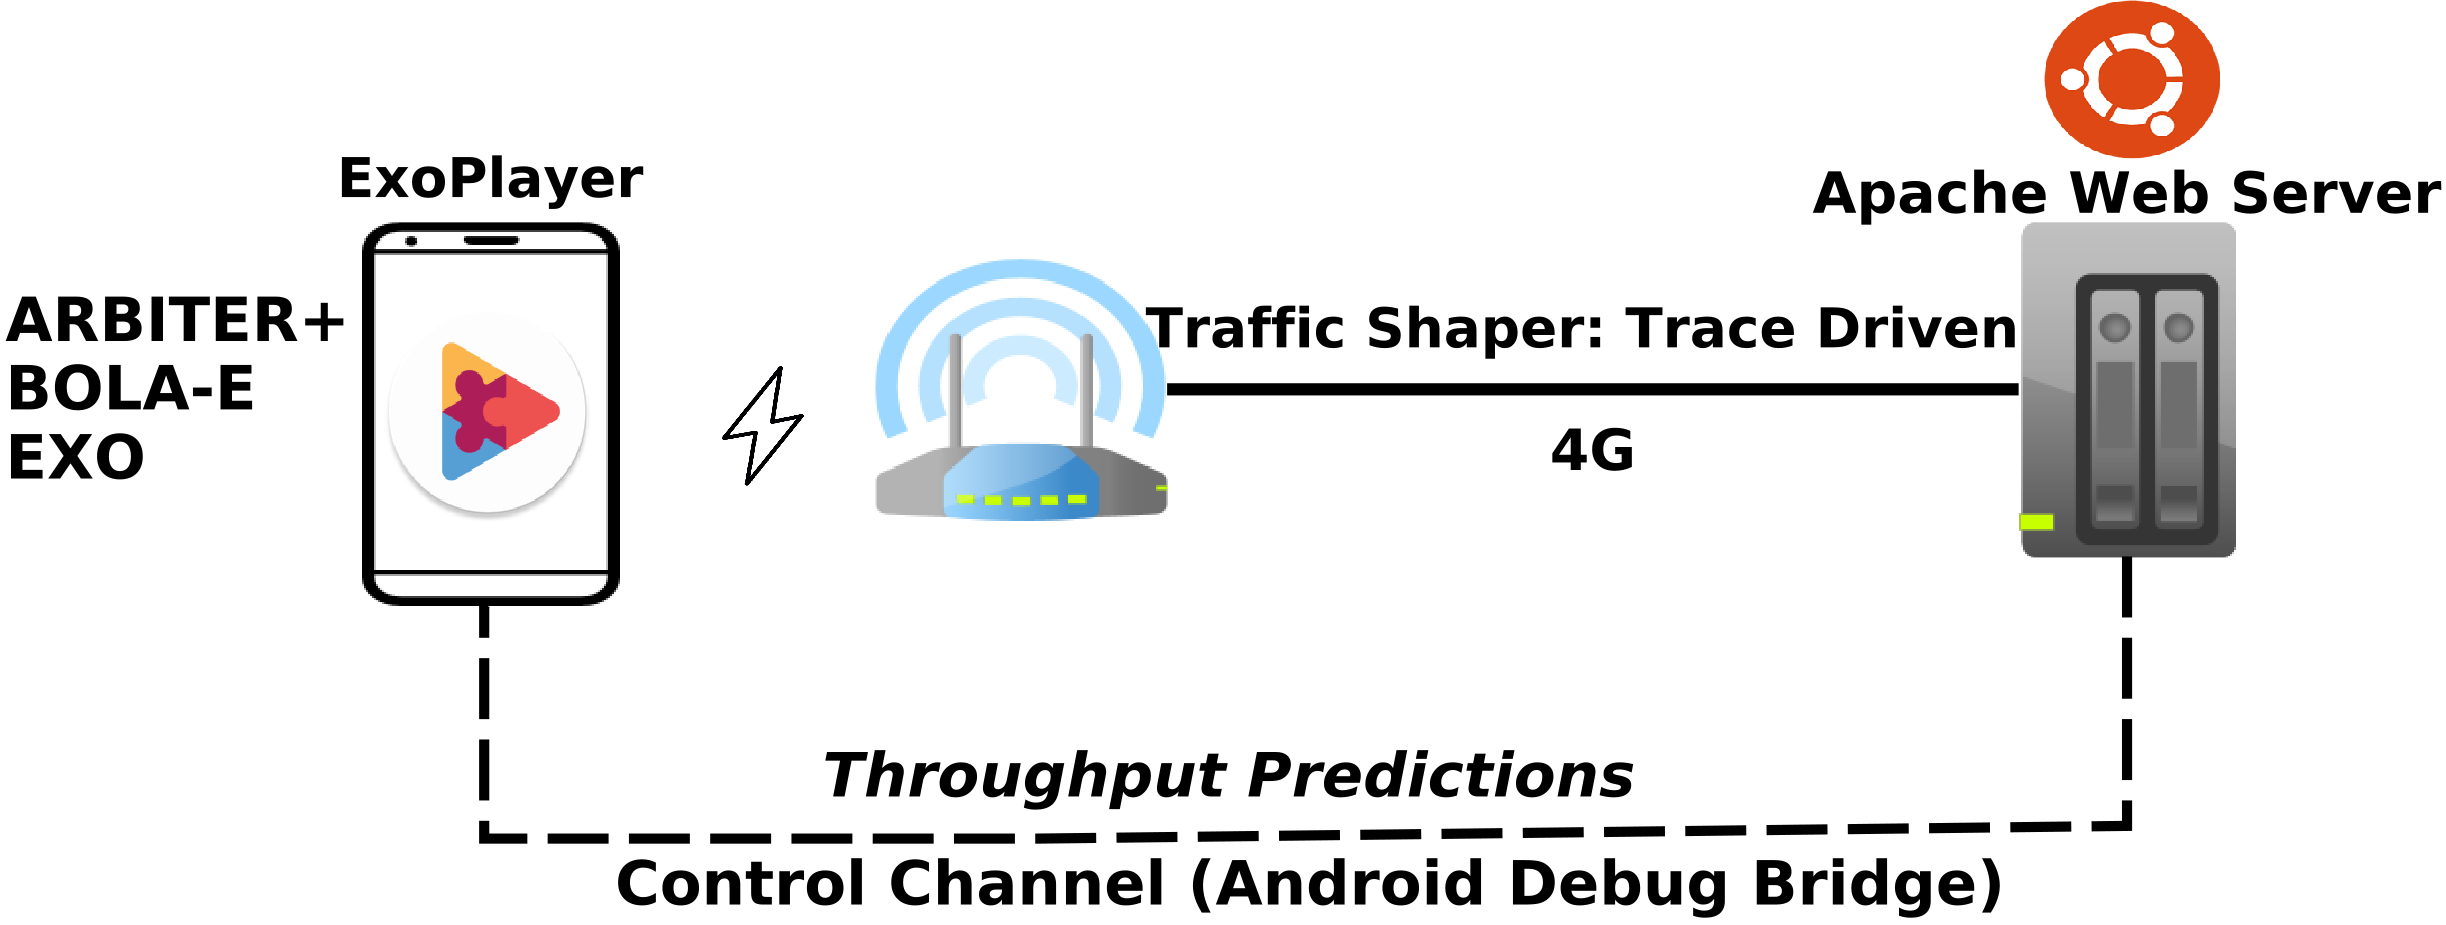 ExoPlayer
Apache Web Server
ARBITER+
BOLA-E
EXO
Traffic Shaper: Trace Driven
4G
Throughput Predictions
Control Channel (Android Debug Bridge)